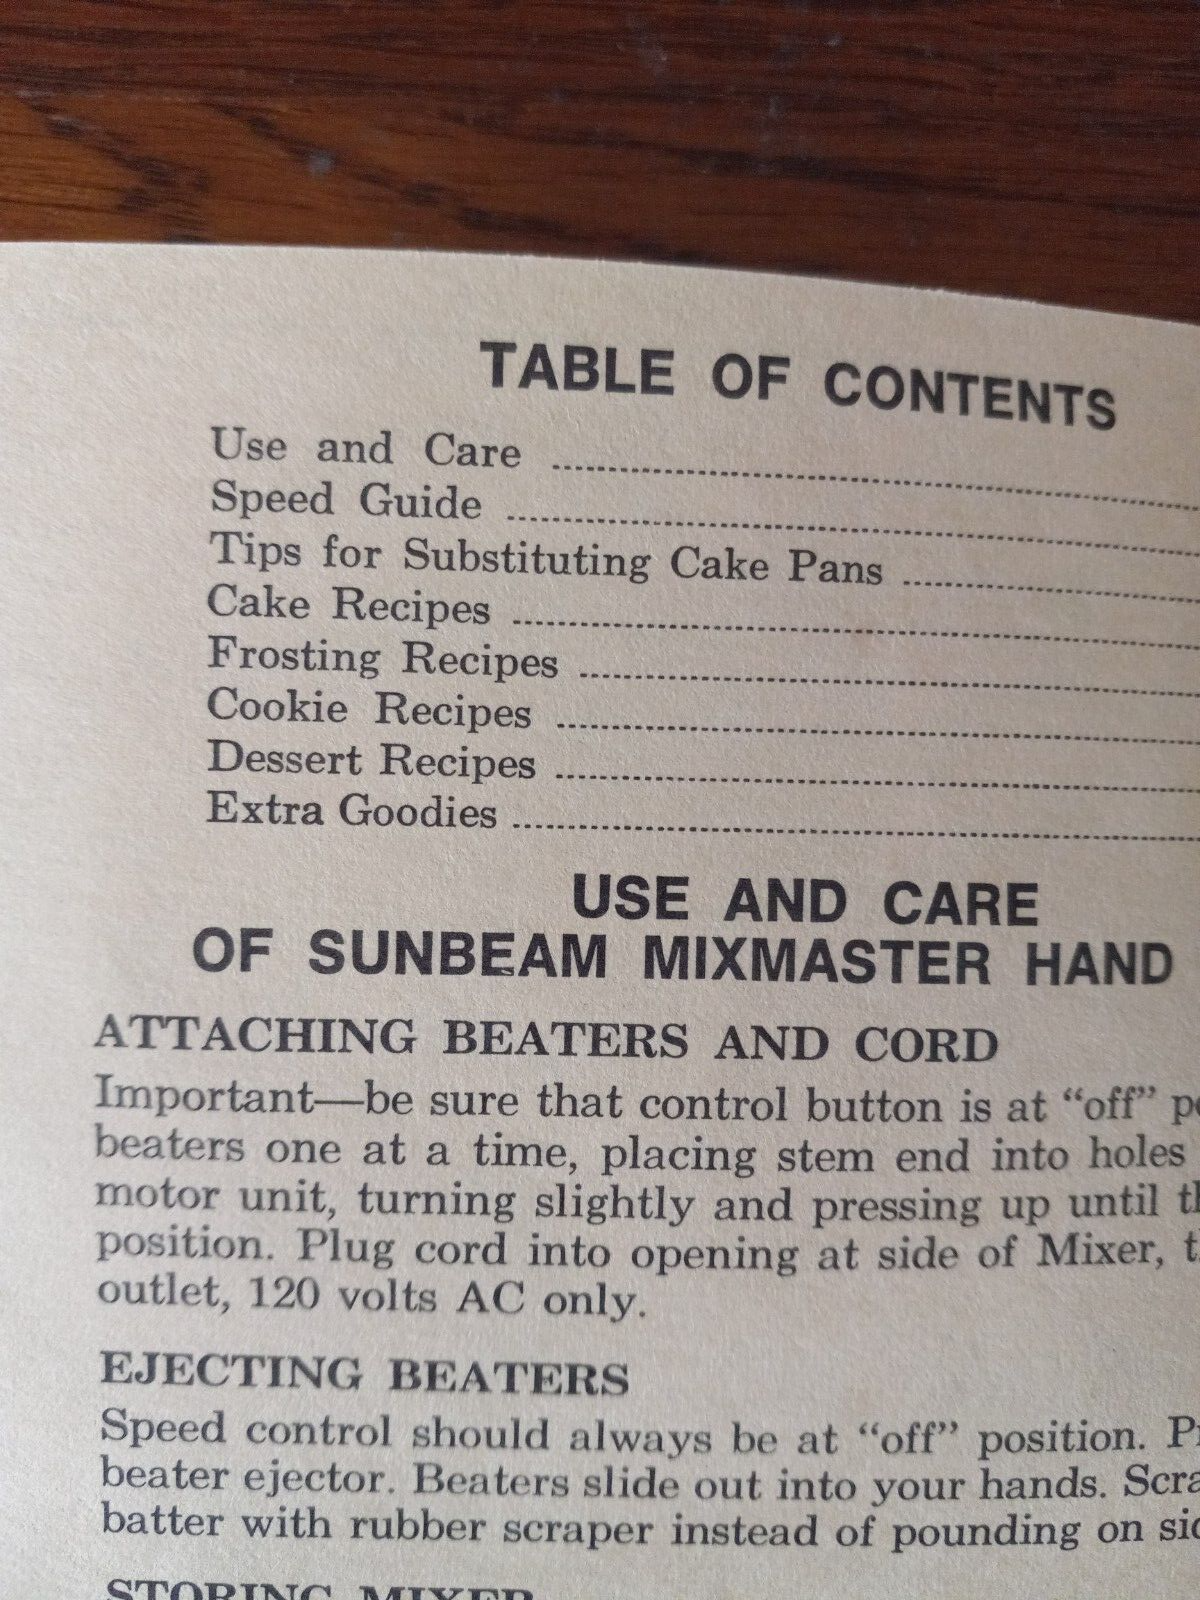 TABLE OF CONTENTS
Use and Care
Speed Guide
Tips for Substituting Cake Pans
Cake Recipes
Frosting Recipes
Cookie Recipes
Dessert Recipes
Extra Goodies
USE AND CARE
OF SUNBEAM MIXMASTER HAND
ATTACHING BEATERS AND CORD
Important—be sure that control button is at “off”
beaters one at a time, placing stem end into holes
motor unit, turning slightly and pressing up until
position. Plug cord into opening at side of Mixer,
outlet, 120 volts AC only.
EJECTING BEATERS
Speed control should always be at “off” position.
beater ejector. Beaters slide out into your hands.
batter with rubber scraper instead of pounding on
STORING MIXER